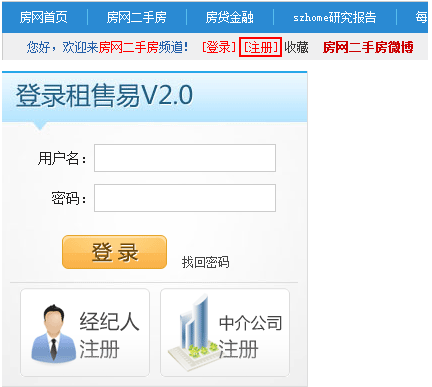 房网首页 房网二手房 房贷金融 szhome研究报告 每
您好，欢迎来房网二手房频道！ [登录] [注册] 收藏 房网二手房微博
登录租售易V2.0
用户名：
密码：
登 录 找回密码
经纪人 中介公司
注册 注册